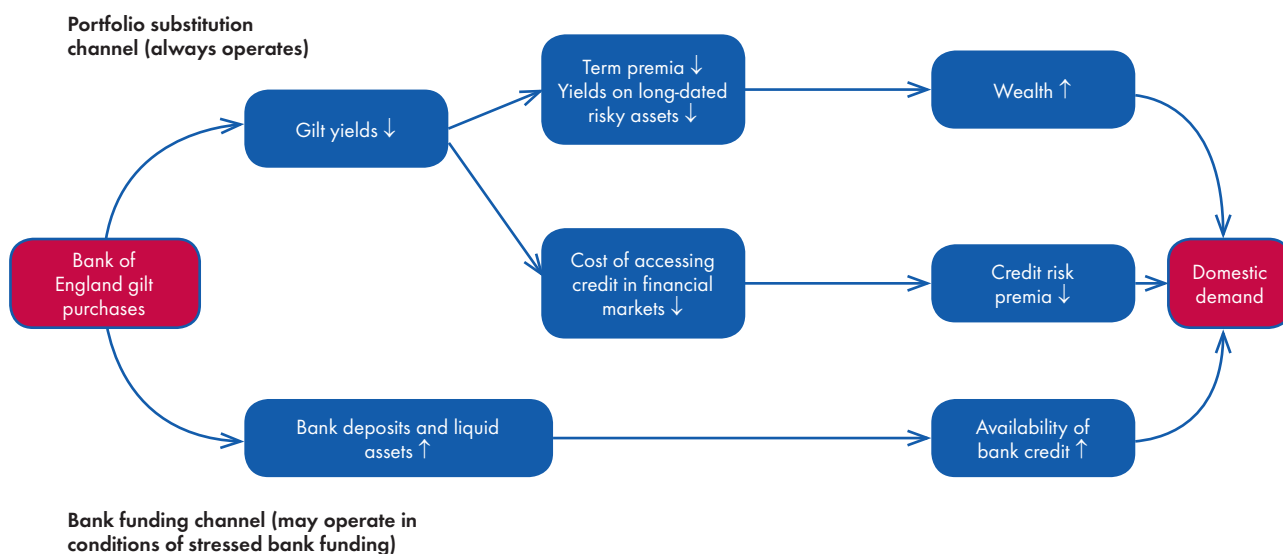 Portfolio substitution
channel (always operates)
Gilt yields ↓
Term premia ↓
Yields on long-dated
risky assets ↓
Wealth ↑
Bank of
England gilt
purchases
Cost of accessing
credit in financial
markets ↓
Credit risk
premia ↓
Domestic
demand
Bank deposits and liquid
assets ↑
Availability of
bank credit ↑
Bank funding channel (may operate in
conditions of stressed bank funding)